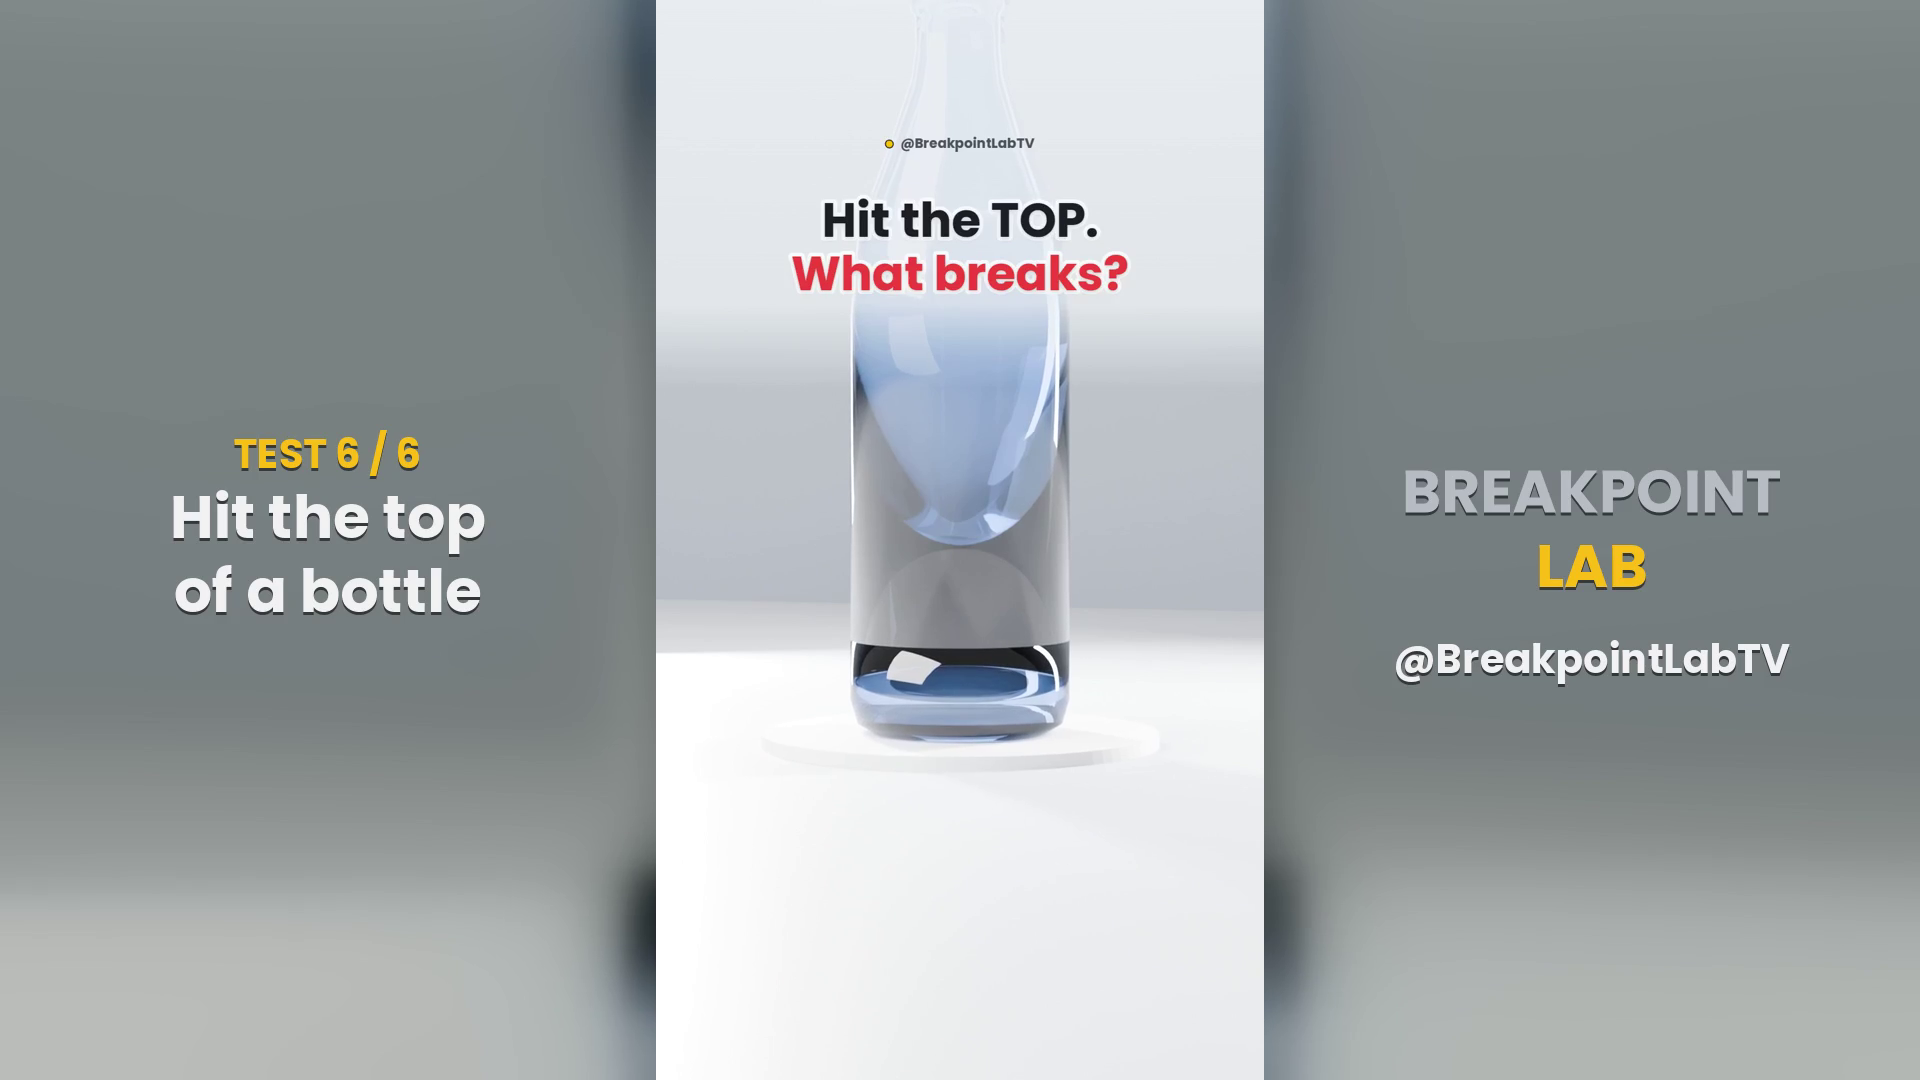 @BreakpointLabTV
Hit the TOP.
What breaks?
TEST 6 / 6
Hit the top
of a bottle
BREAKPOINT
LAB
@BreakpointLabTV